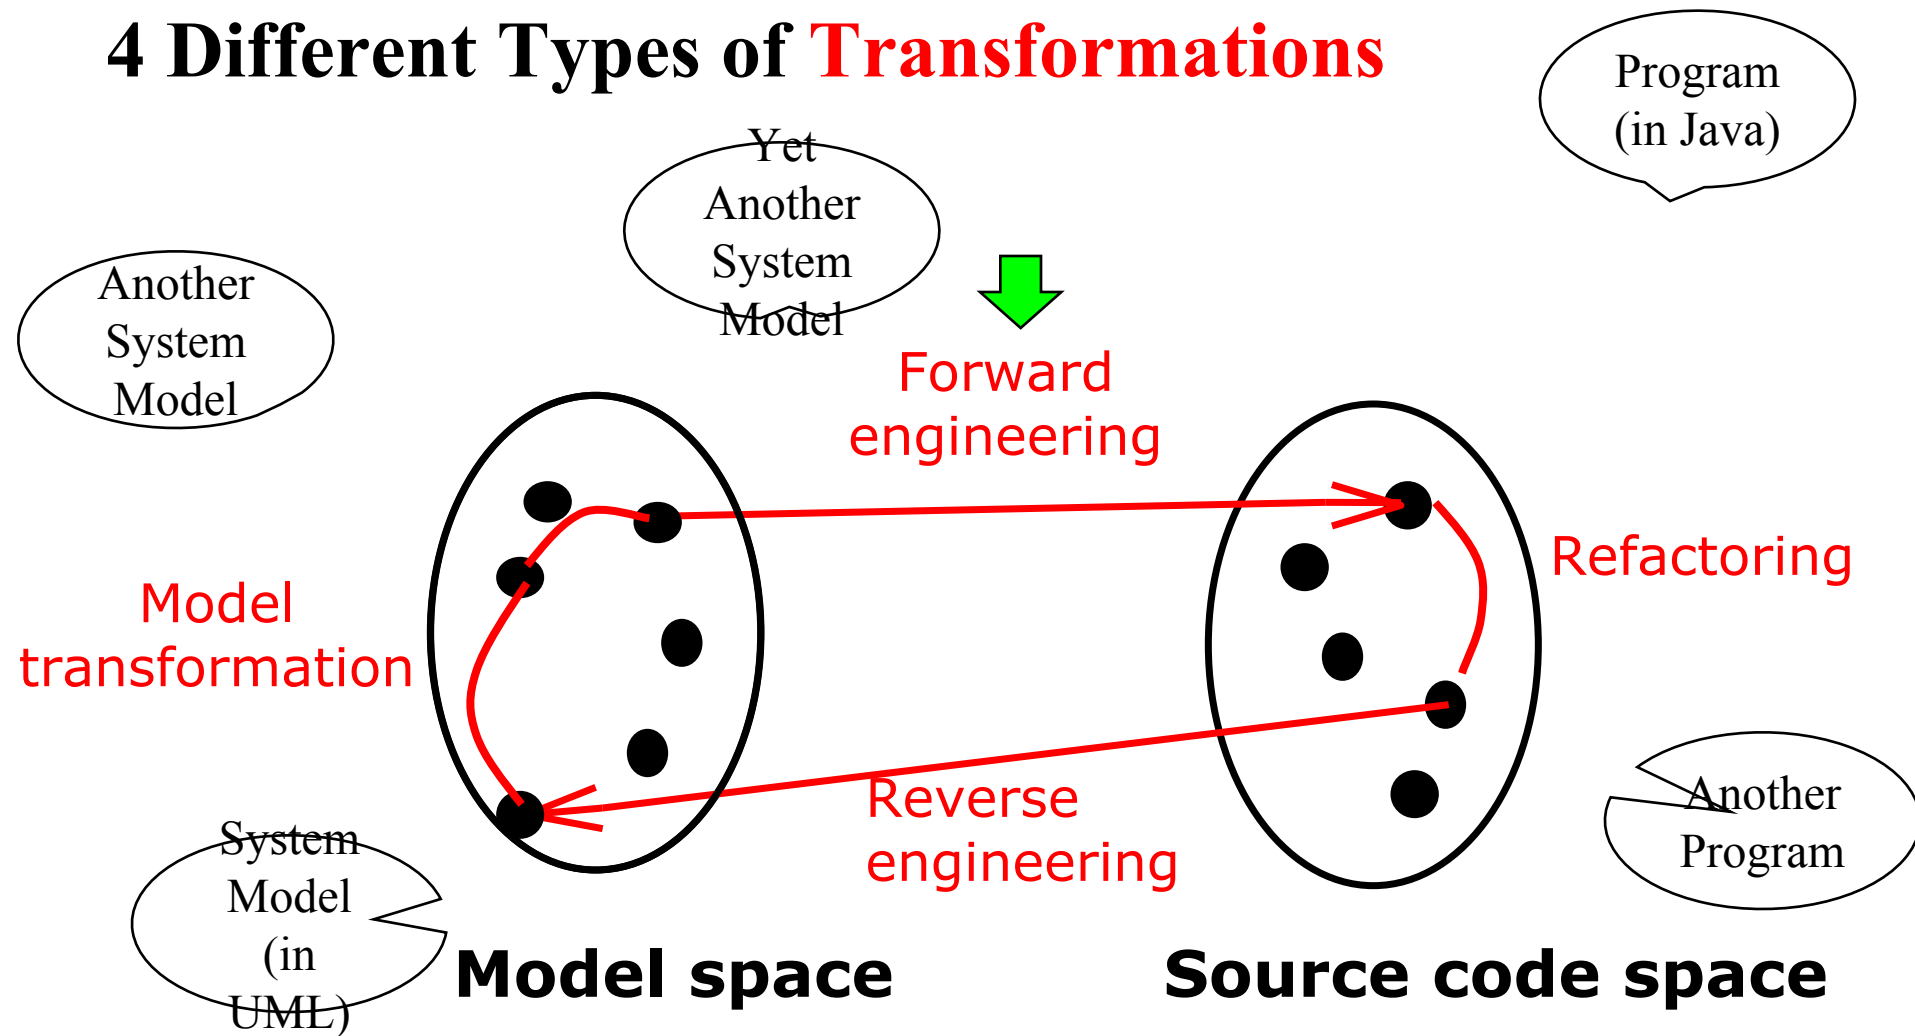 4 Different Types of Transformations
Program
(in Java)
Yet
Another
System
Model
Another
System
Model
Forward
engineering
Refactoring
Model
transformation
Reverse
engineering
Another
Program
System
Model
(in
UML)
Model space
Source code space